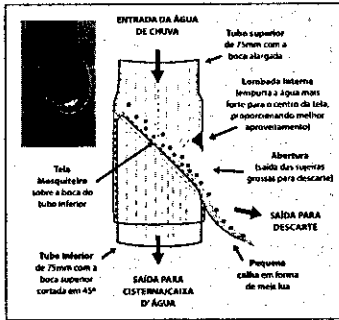 ENTRADA DA ÁGUA
DE CHUVA
Tubo superior
de 75mm com a
boca alargada
Lombada Interna
(empurra a água mais
forte para o centro da tela,
proporcionando melhor
aproveitamento)
Abertura
(saída das sujeiras
grossas para descarte)
Tela
Mosquiteiro
sobre a boca do
tubo inferior
SAÍDA PARA
DESCARTE
Pequena
calha em forma
de meia lua
Tubo Inferior
de 75mm com a
boca superior
cortada em 45º
SAÍDA PARA
CISTERNA/CAIXA
D'ÁGUA